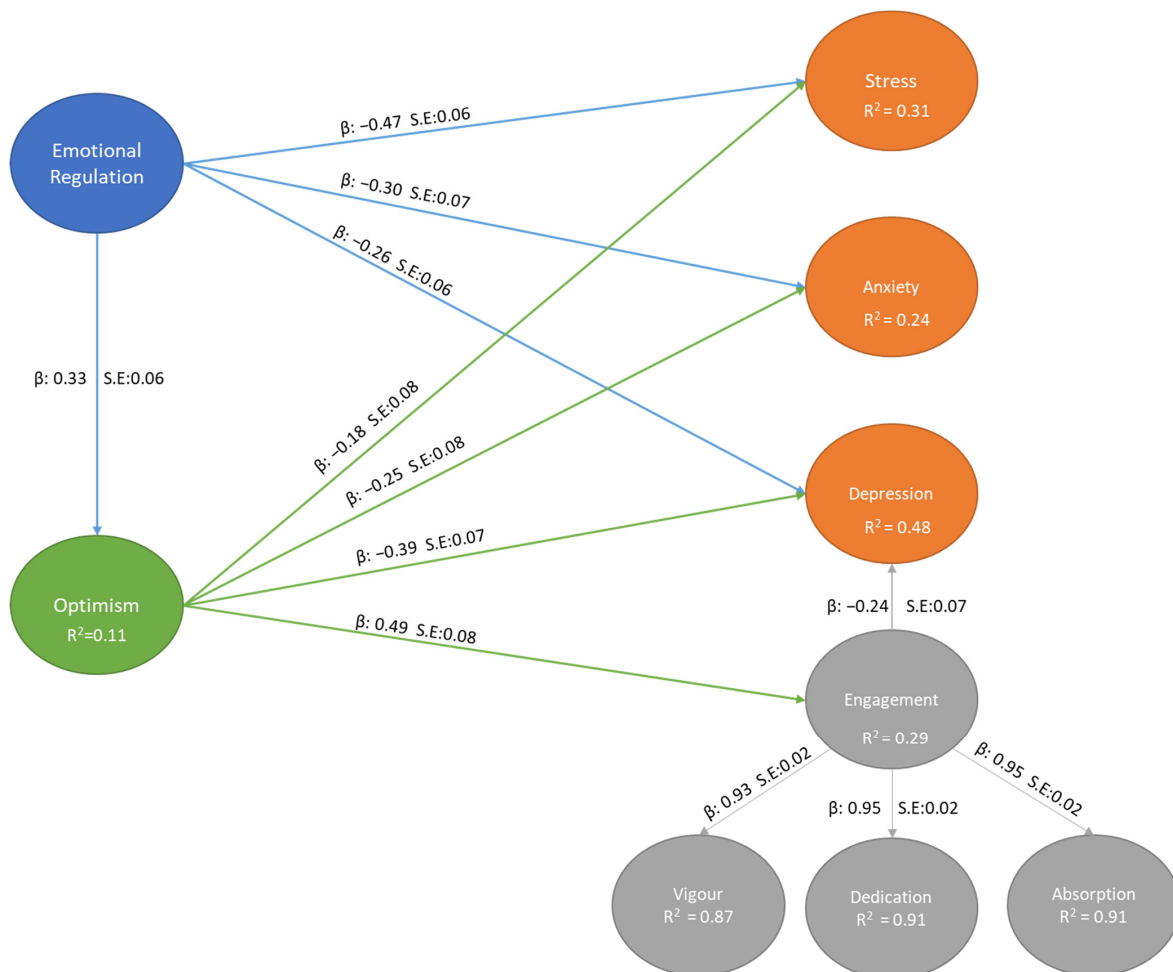 Stress
R² = 0.31
β: −0.47 S.E:0.06
Emotional
Regulation
β: −0.30 S.E:0.07
β: −0.26 S.E:0.06
Anxiety
R² = 0.24
β: 0.33 S.E:0.06
β: −0.18 S.E:0.08
β: −0.25 S.E:0.08
Depression
R² = 0.48
β: −0.39 S.E:0.07
Optimism
R²=0.11
β: 0.49 S.E:0.08
β: −0.24 S.E:0.07
Engagement
R² = 0.29
β: 0.93 S.E:0.02
β: 0.95 S.E:0.02
β: 0.95 S.E:0.02
Vigour
R² = 0.87
Dedication
R² = 0.91
Absorption
R² = 0.91